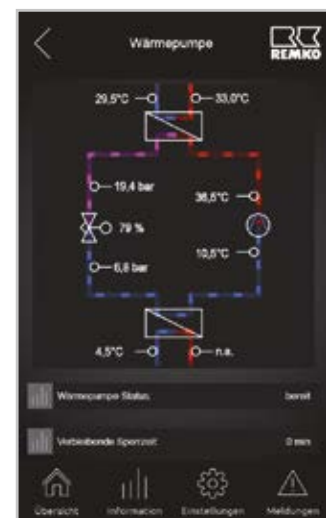 Wärmepumpe
REMKO
29,5°C 33,0°C
19,4 bar
36,5°C
79 %
10,5°C
6,8 bar
4,5°C n.a.
Wärmepumpe Status: bereit
Verbleibende Sperrzeit 0 min
Übersicht Information Einstellungen Meldungen